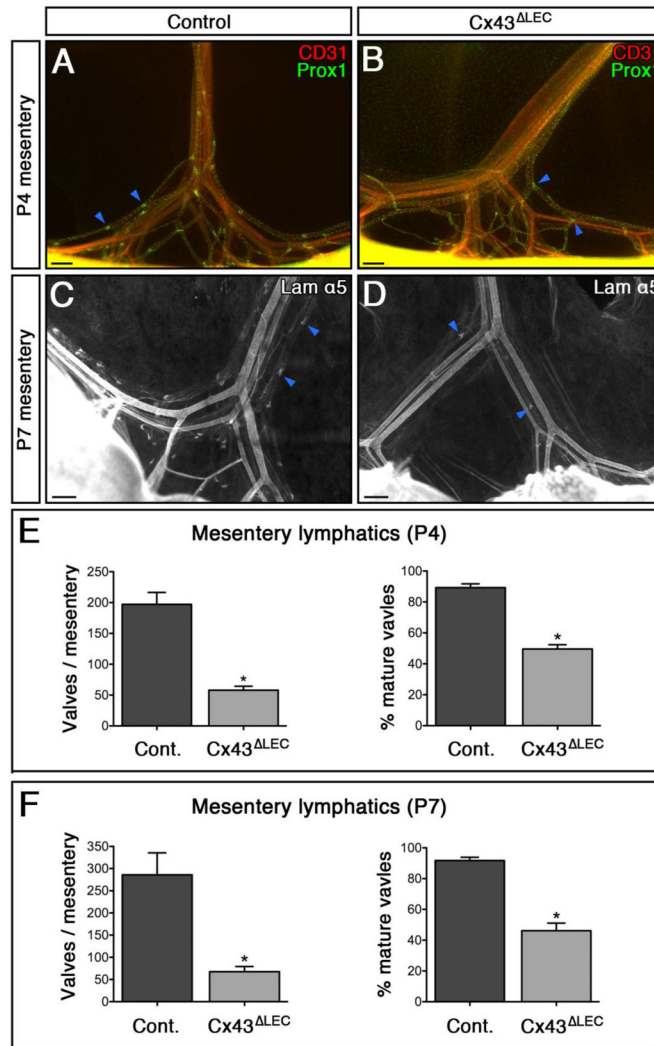 Control
Cx43ΔLEC
P4 mesentery
A
CD31
Prox1
B
CD3
Prox1
P7 mesentery
C
Lam α5
D
Lam α5
E
Mesentery lymphatics (P4)
Valves / mesentery
250
200
150
100
50
0
*
Cont.
Cx43ΔLEC
% mature vavles
100
80
60
40
20
0
*
Cont.
Cx43ΔLEC
F
Mesentery lymphatics (P7)
Valves / mesentery
350
300
250
200
150
100
50
0
*
Cont.
Cx43ΔLEC
% mature vavles
100
80
60
40
20
0
*
Cont.
Cx43ΔLEC